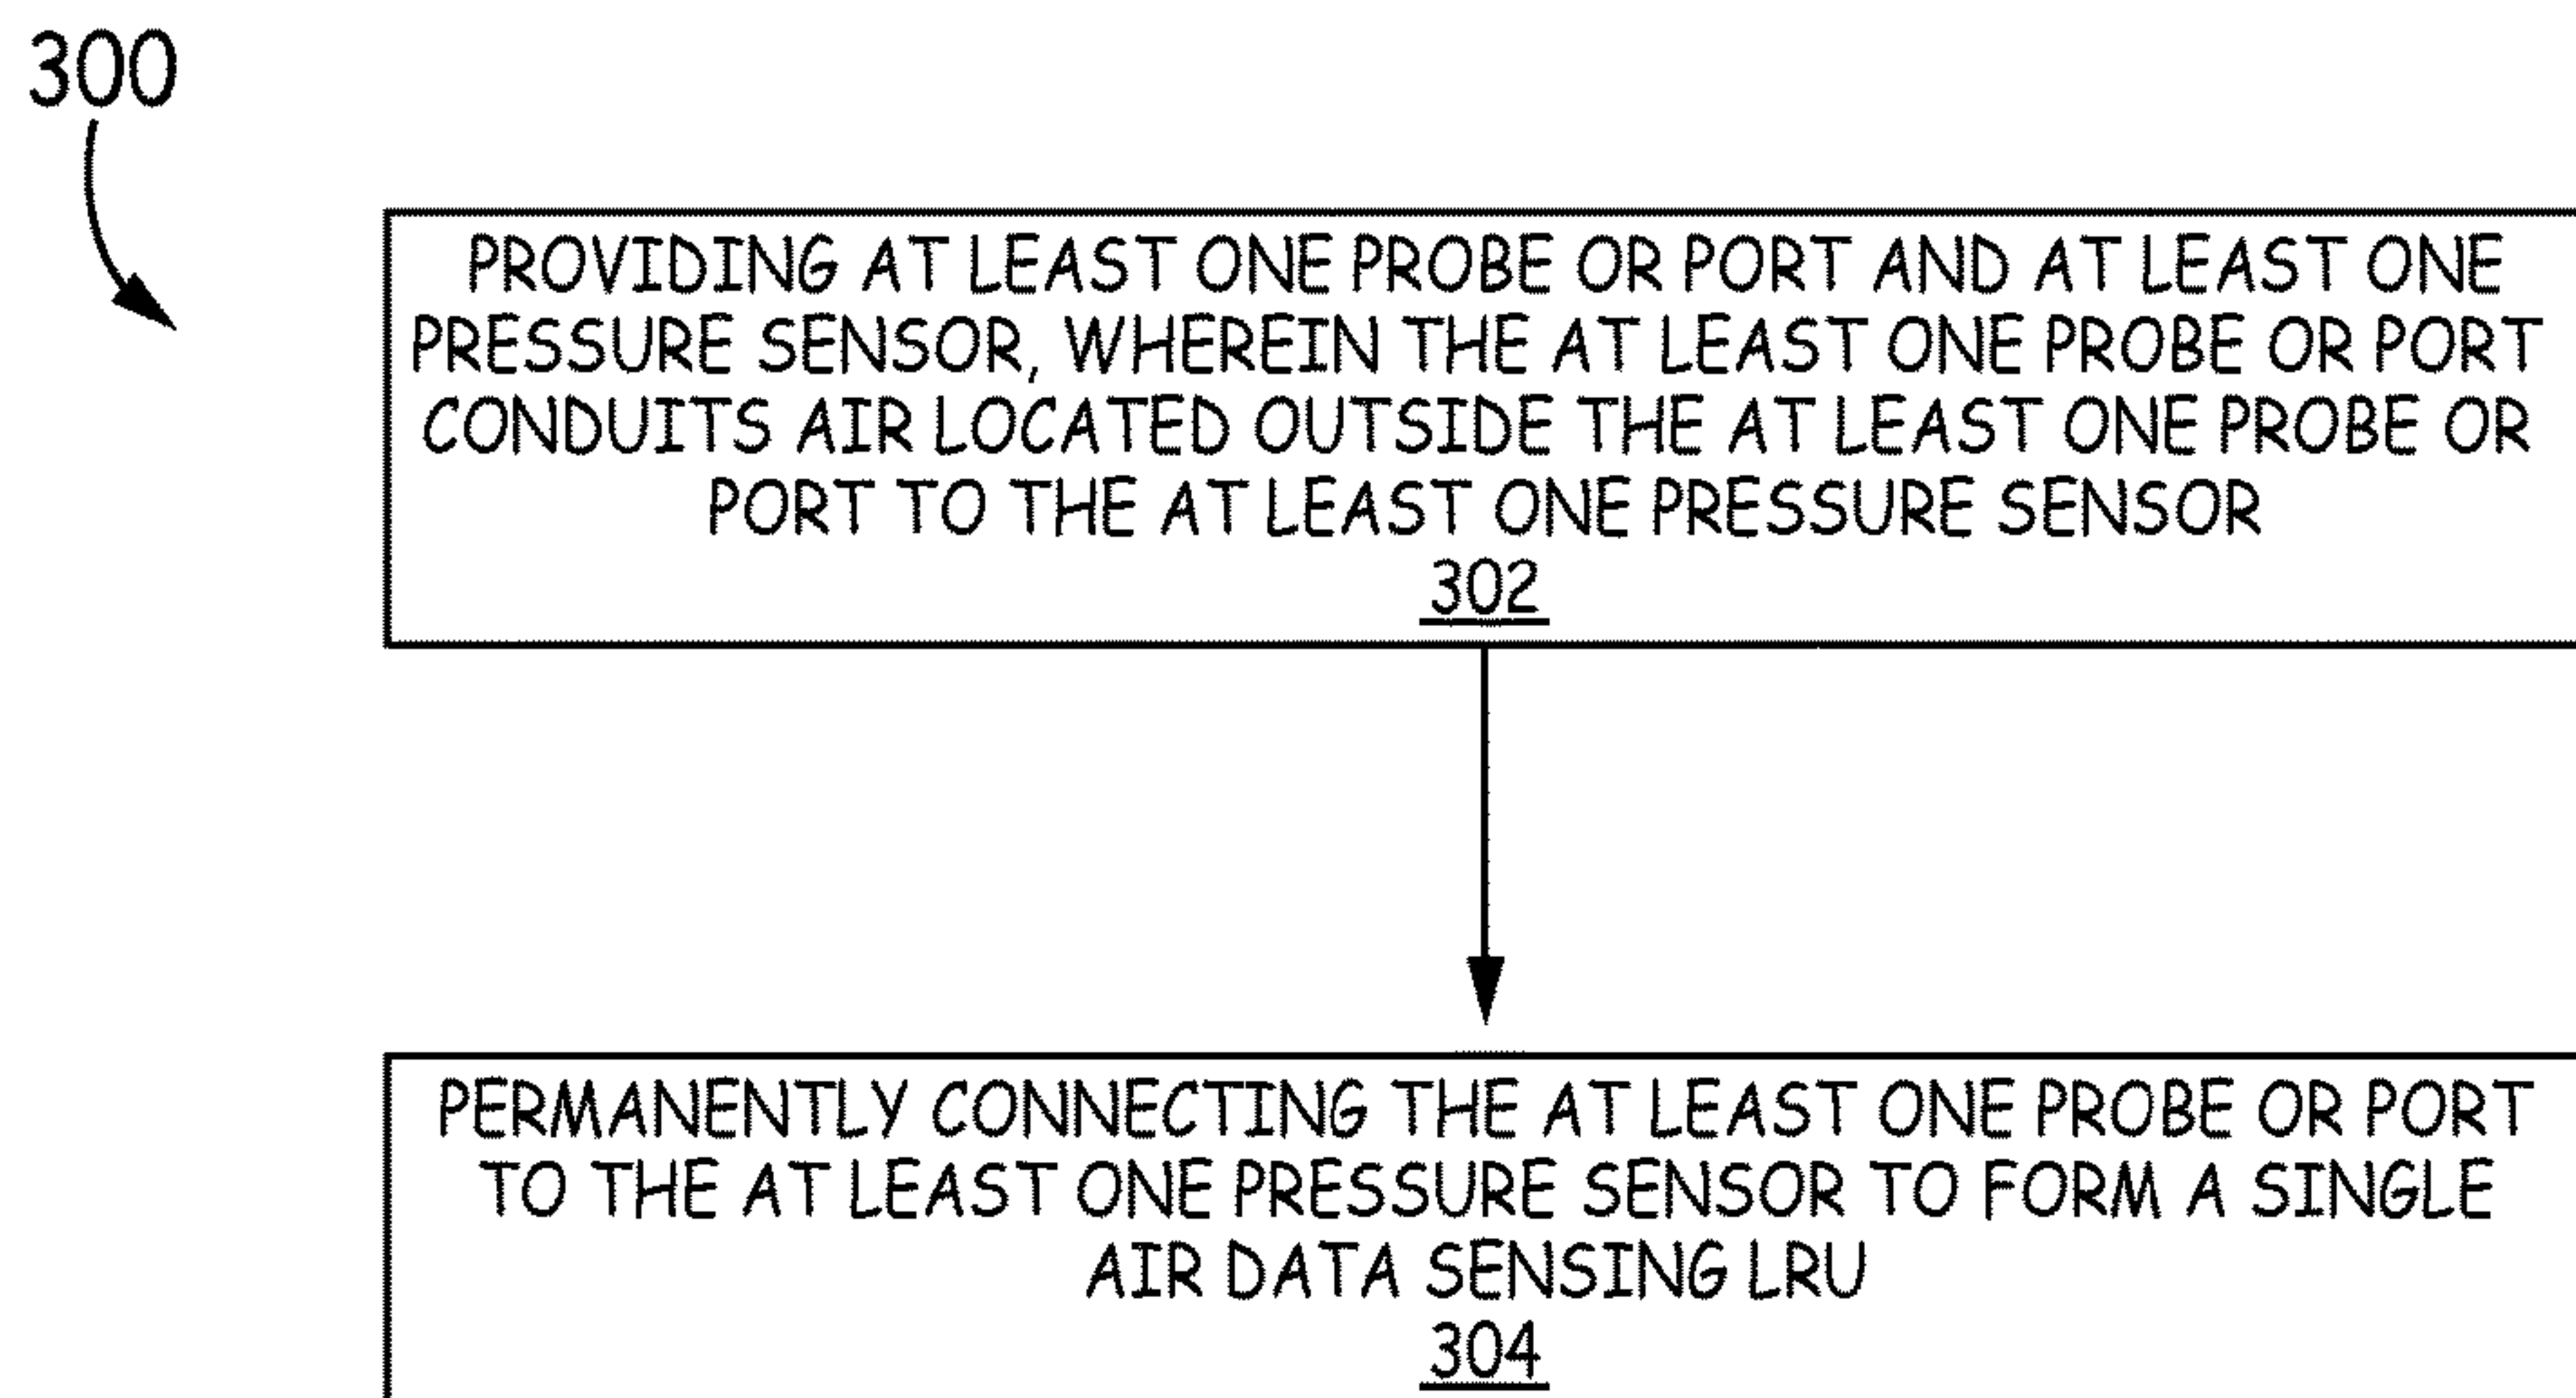 300
PROVIDING AT LEAST ONE PROBE OR PORT AND AT LEAST ONE
PRESSURE SENSOR, WHEREIN THE AT LEAST ONE PROBE OR PORT
CONDUITS AIR LOCATED OUTSIDE THE AT LEAST ONE PROBE OR
PORT TO THE AT LEAST ONE PRESSURE SENSOR
302
PERMANENTLY CONNECTING THE AT LEAST ONE PROBE OR PORT
TO THE AT LEAST ONE PRESSURE SENSOR TO FORM A SINGLE
AIR DATA SENSING LRU
304